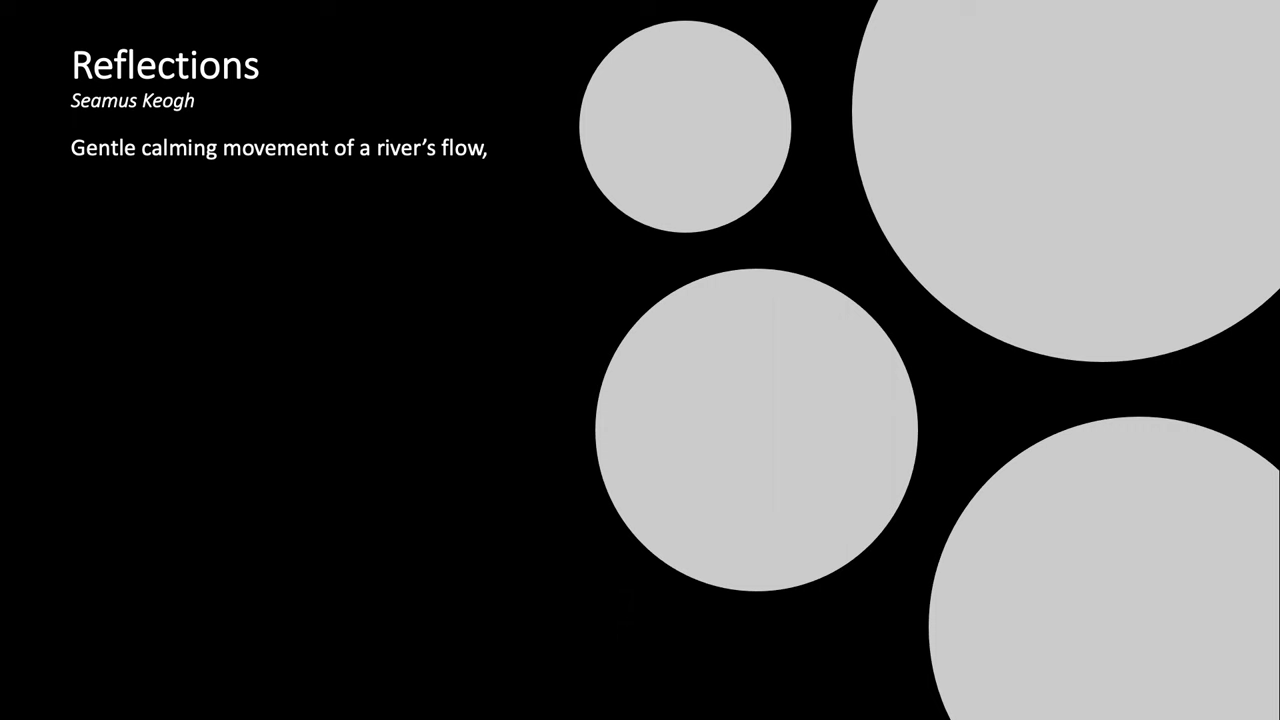 Reflections
Seamus Keogh
Gentle calming movement of a river’s flow,